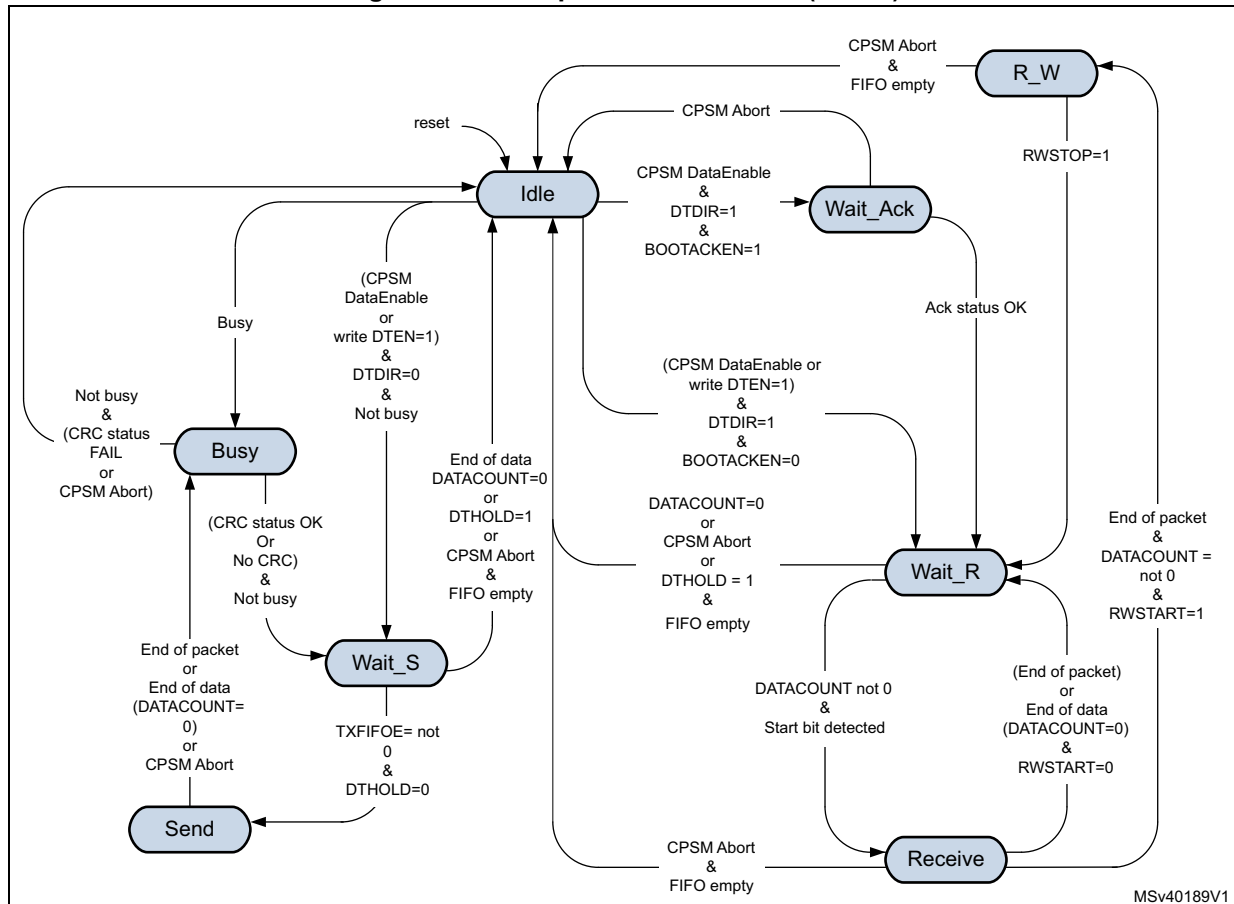 CPSM Abort
&
FIFO empty
R_W
reset
CPSM Abort
RWSTOP=1
Idle
CPSM DataEnable
&
DTDIR=1
&
BOOTACKEN=1
Wait_Ack
Busy
(CPSM
DataEnable
or
write DTEN=1)
&
DTDIR=0
&
Not busy
Ack status OK
(CPSM DataEnable or
write DTEN=1)
&
DTDIR=1
&
BOOTACKEN=0
Not busy
&
(CRC status
FAIL
or
CPSM Abort)
Busy
End of data
DATACOUNT=0
or
DTHOLD=1
or
CPSM Abort
&
FIFO empty
DATACOUNT=0
or
CPSM Abort
or
DTHOLD = 1
&
FIFO empty
Wait_R
End of packet
&
DATACOUNT =
not 0
&
RWSTART=1
(CRC status OK
Or
No CRC)
&
Not busy
Wait_S
End of packet
or
End of data
(DATACOUNT=
0)
or
CPSM Abort
TXFIFOE= not
0
&
DTHOLD=0
DATACOUNT not 0
&
Start bit detected
(End of packet)
or
End of data
(DATACOUNT=0)
&
RWSTART=0
Send
CPSM Abort
&
FIFO empty
Receive
MSv40189V1